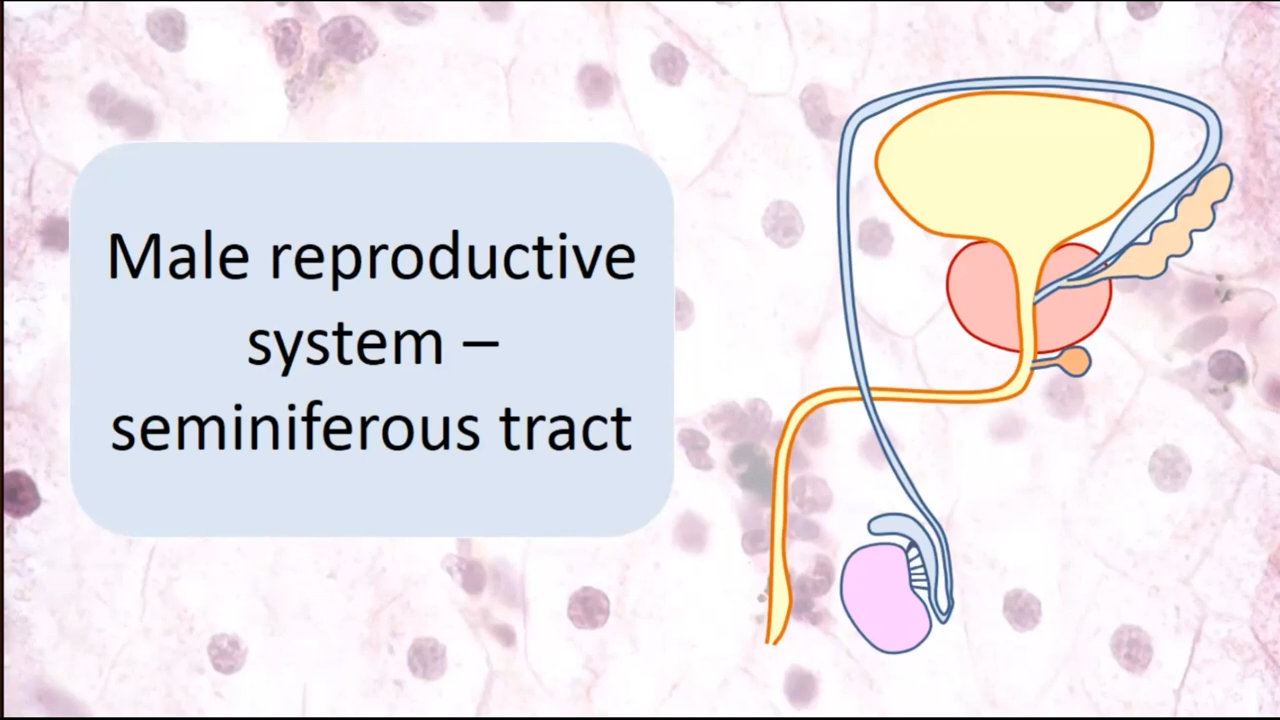 Male reproductive
system –
seminiferous tract